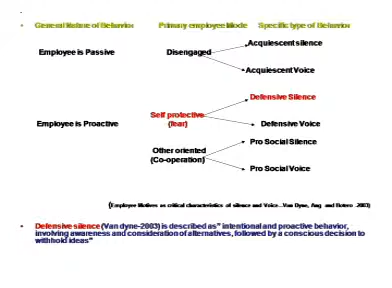 General Nature of Behavior Primary employee Mode Specific type of Behavior
Acquiescent silence
Employee is Passive Disengaged
Acquiescent Voice
Defensive Silence
Self protective
Employee is Proactive (fear) Defensive Voice
Pro Social Silence
Other oriented
(Co-operation)
Pro Social Voice
(Employee Motives as critical characteristics of silence and Voice..Van Dyne, Ang and Botero .2003)
Defensive silence (Van dyne-2003) is described as" intentional and proactive behavior,
involving awareness and consideration of alternatives, followed by a conscious decision to
withhold ideas"